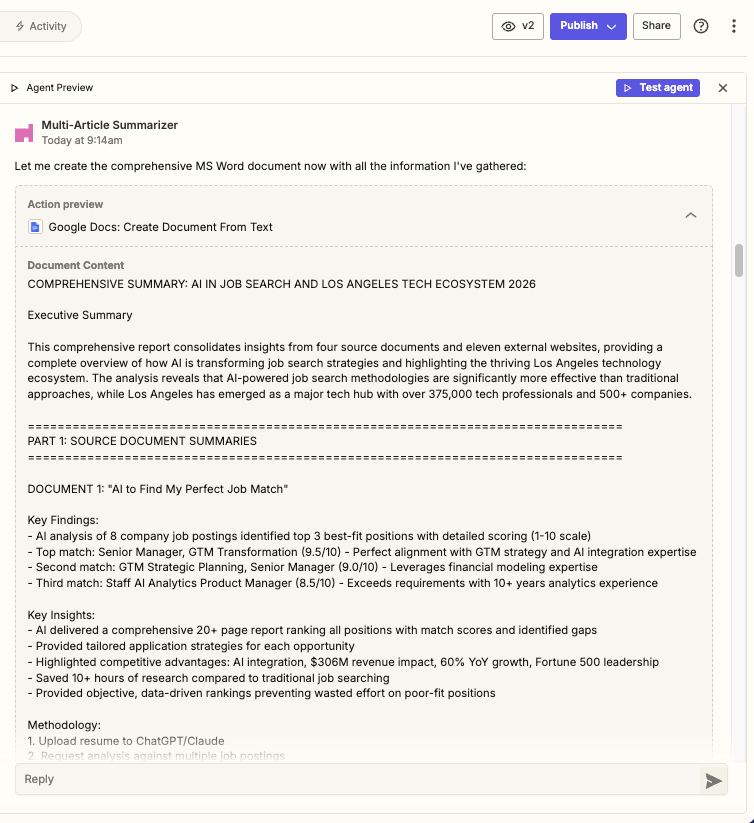 Activity
v2
Publish
Share
Agent Preview
Test agent
Multi-Article Summarizer
Today at 9:14am
Let me create the comprehensive MS Word document now with all the information I've gathered:
Action preview
Google Docs: Create Document From Text
Document Content
COMPREHENSIVE SUMMARY: AI IN JOB SEARCH AND LOS ANGELES TECH ECOSYSTEM 2026
Executive Summary
This comprehensive report consolidates insights from four source documents and eleven external websites, providing a
complete overview of how AI is transforming job search strategies and highlighting the thriving Los Angeles technology
ecosystem. The analysis reveals that AI-powered job search methodologies are significantly more effective than traditional
approaches, while Los Angeles has emerged as a major tech hub with over 375,000 tech professionals and 500+ companies.
================================================================================
PART 1: SOURCE DOCUMENT SUMMARIES
================================================================================
DOCUMENT 1: "AI to Find My Perfect Job Match"
Key Findings:
- AI analysis of 8 company job postings identified top 3 best-fit positions with detailed scoring (1-10 scale)
- Top match: Senior Manager, GTM Transformation (9.5/10) - Perfect alignment with GTM strategy and AI integration expertise
- Second match: GTM Strategic Planning, Senior Manager (9.0/10) - Leverages financial modeling expertise
- Third match: Staff AI Analytics Product Manager (8.5/10) - Exceeds requirements with 10+ years analytics experience
Key Insights:
- AI delivered a comprehensive 20+ page report ranking all positions with match scores and identified gaps
- Provided tailored application strategies for each opportunity
- Highlighted competitive advantages: AI integration, $306M revenue impact, 60% YoY growth, Fortune 500 leadership
- Saved 10+ hours of research compared to traditional job searching
- Provided objective, data-driven rankings preventing wasted effort on poor-fit positions
Methodology:
1. Upload resume to ChatGPT/Claude
2. Request analysis against multiple job postings
Reply